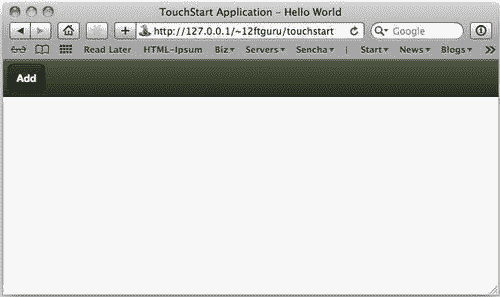 TouchStart Application – Hello World
http://127.0.0.1/~12ftguru/touchstart
Google
Read Later HTML-Ipsum Biz Servers Sencha | Start News Blogs
Add